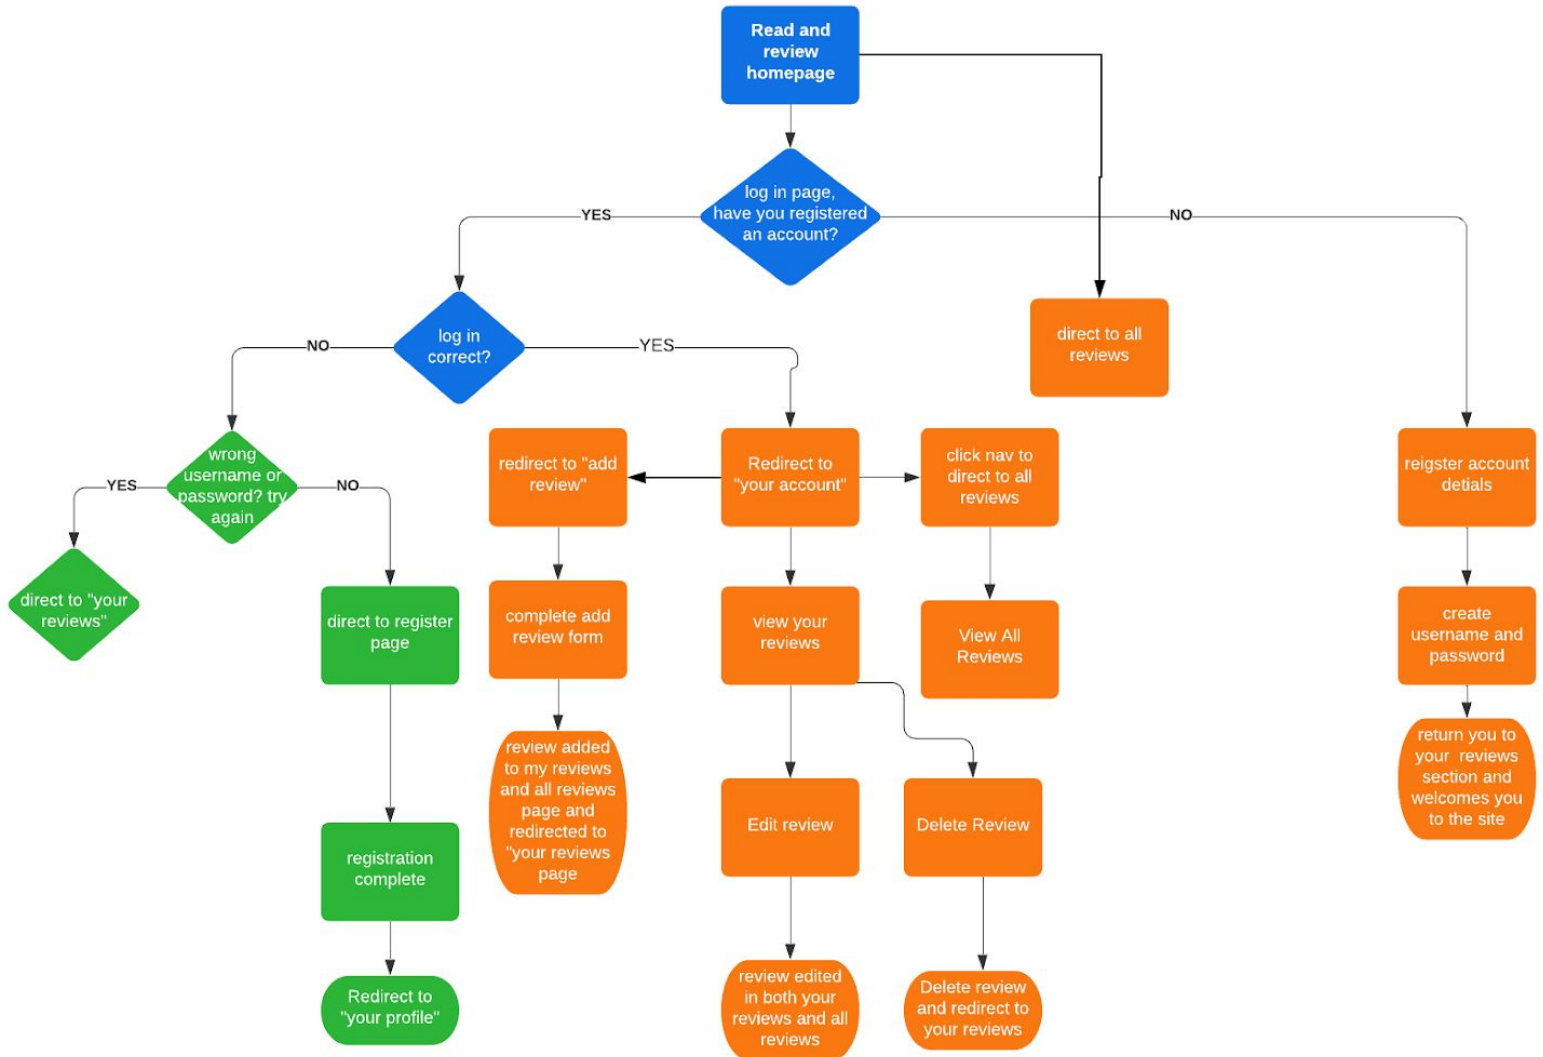 Read and
review
homepage
log in page,
have you registered
an account?
YES
NO
log in
correct?
NO
YES
direct to all
reviews
wrong
username or
password? try
again
YES
NO
redirect to "add
review"
Redirect to
"your account"
click nav to
direct to all
reviews
reigster account
detials
direct to "your
reviews"
direct to register
page
complete add
review form
view your
reviews
View All
Reviews
create
username and
password
review added
to my reviews
and all reviews
page and
redirected to
"your reviews
page
Edit review
Delete Review
return you to
your reviews
section and
welcomes you
to the site
registration
complete
Redirect to
"your profile"
review edited
in both your
reviews and all
reviews
Delete review
and redirect to
your reviews